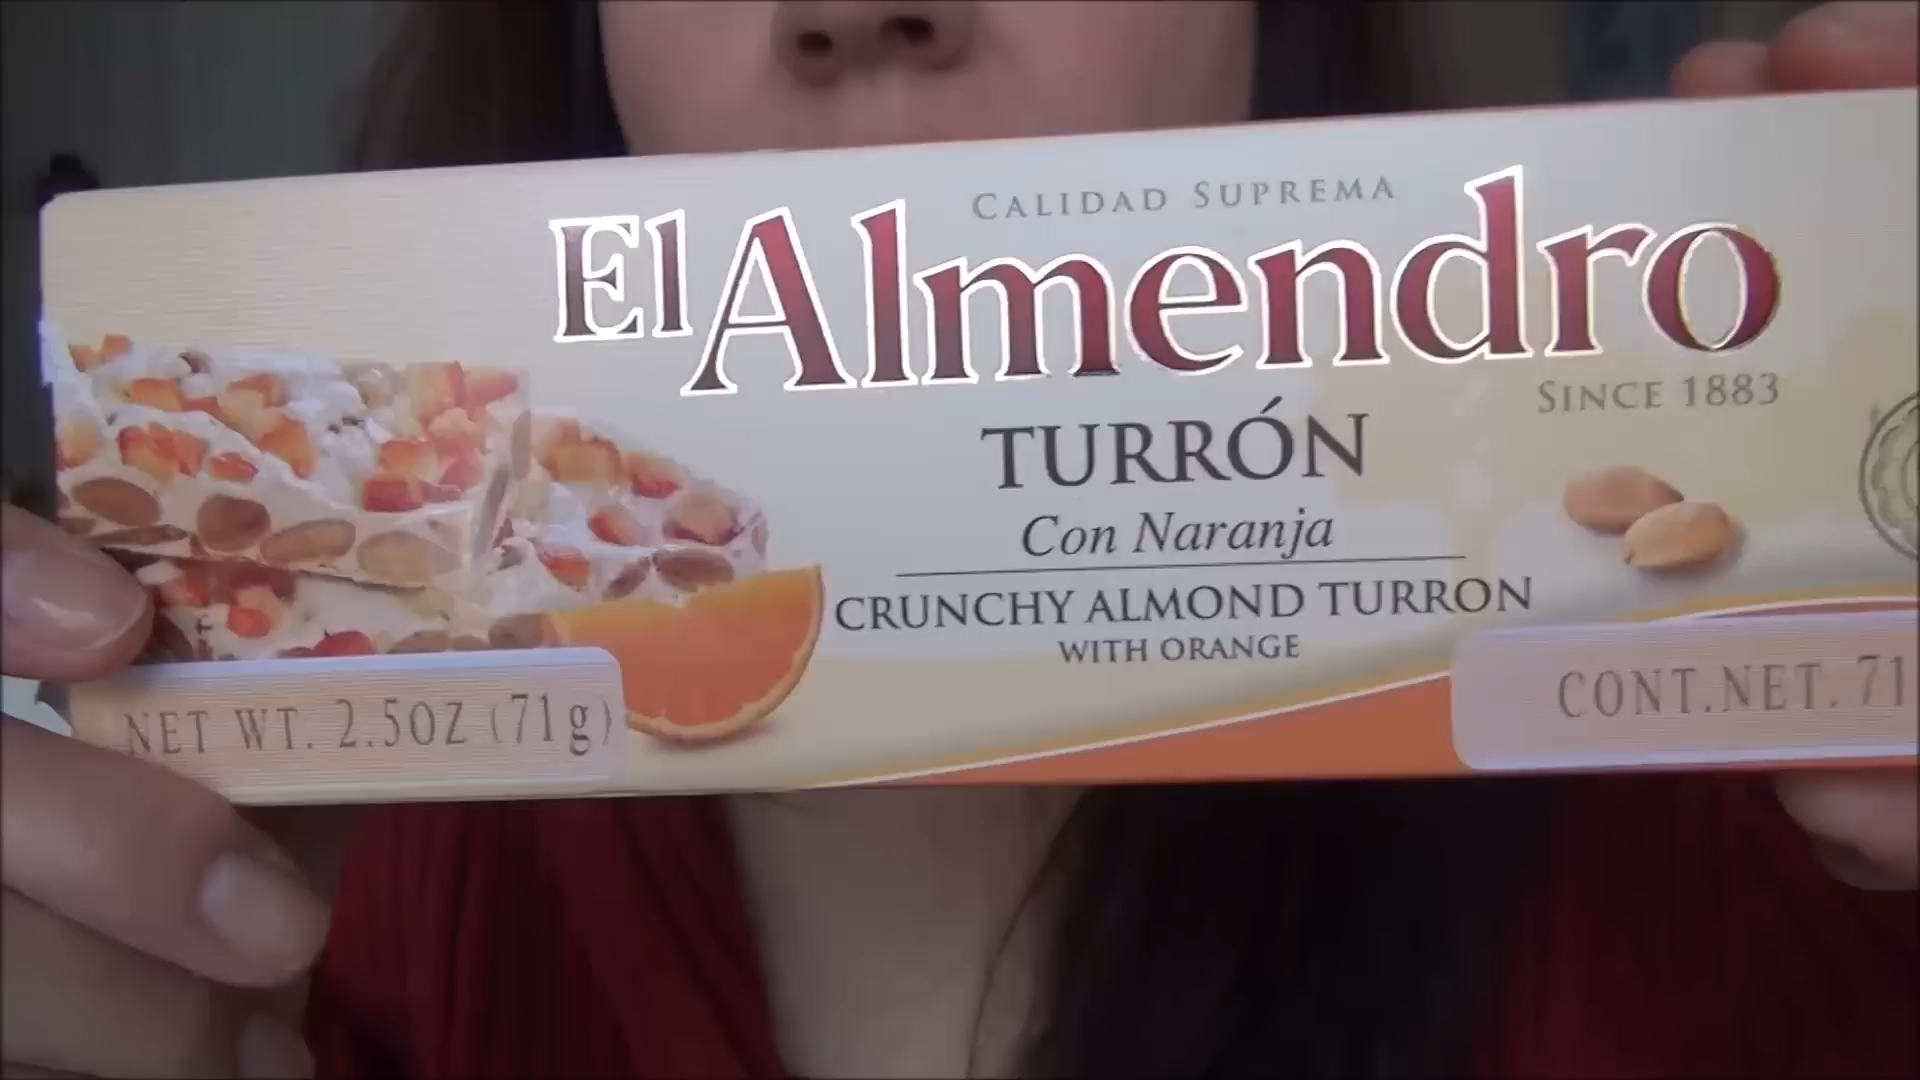 CALIDAD SUPREMA
El Almendro
SINCE 1883
TURRÓN
Con Naranja
CRUNCHY ALMOND TURRON
WITH ORANGE
NET WT. 2.5OZ (71g)
CONT.NET. 71